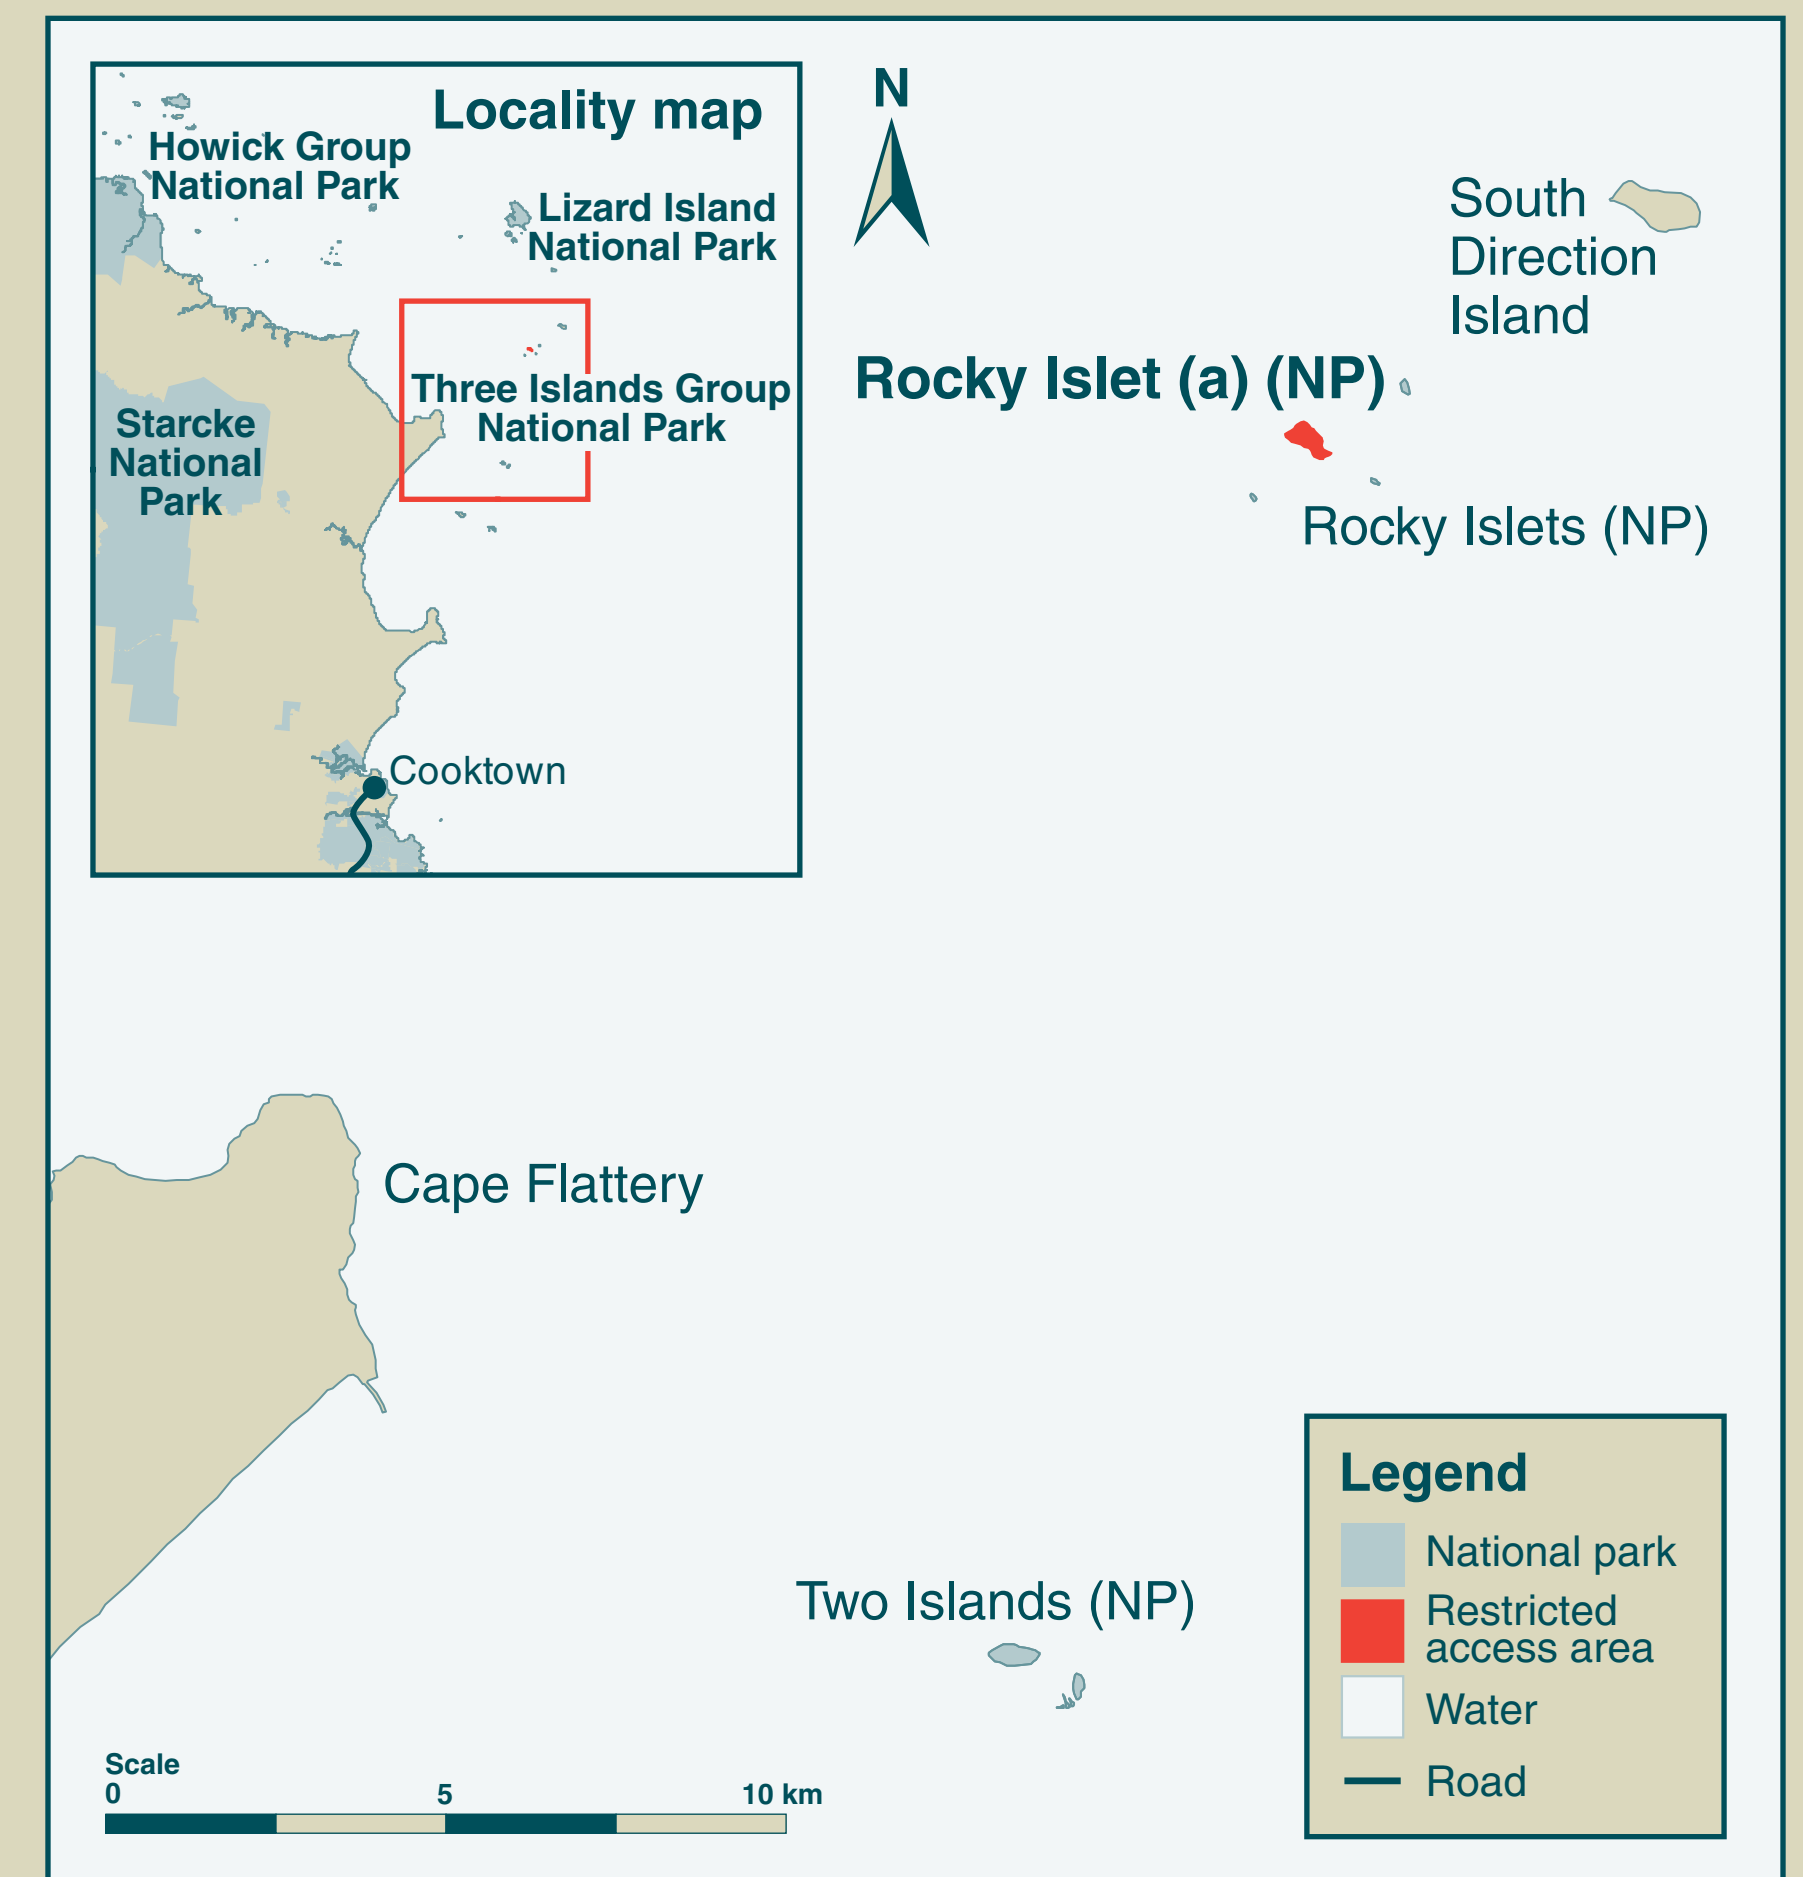 Locality map
Howick Group
National Park
Lizard Island
National Park
Three Islands Group
National Park
Starcke
National
Park
Cooktown
N
South
Direction
Island
Rocky Islet (a) (NP)
Rocky Islets (NP)
Cape Flattery
Two Islands (NP)
Scale
0 5 10 km
Legend
National park
Restricted
access area
Water
Road